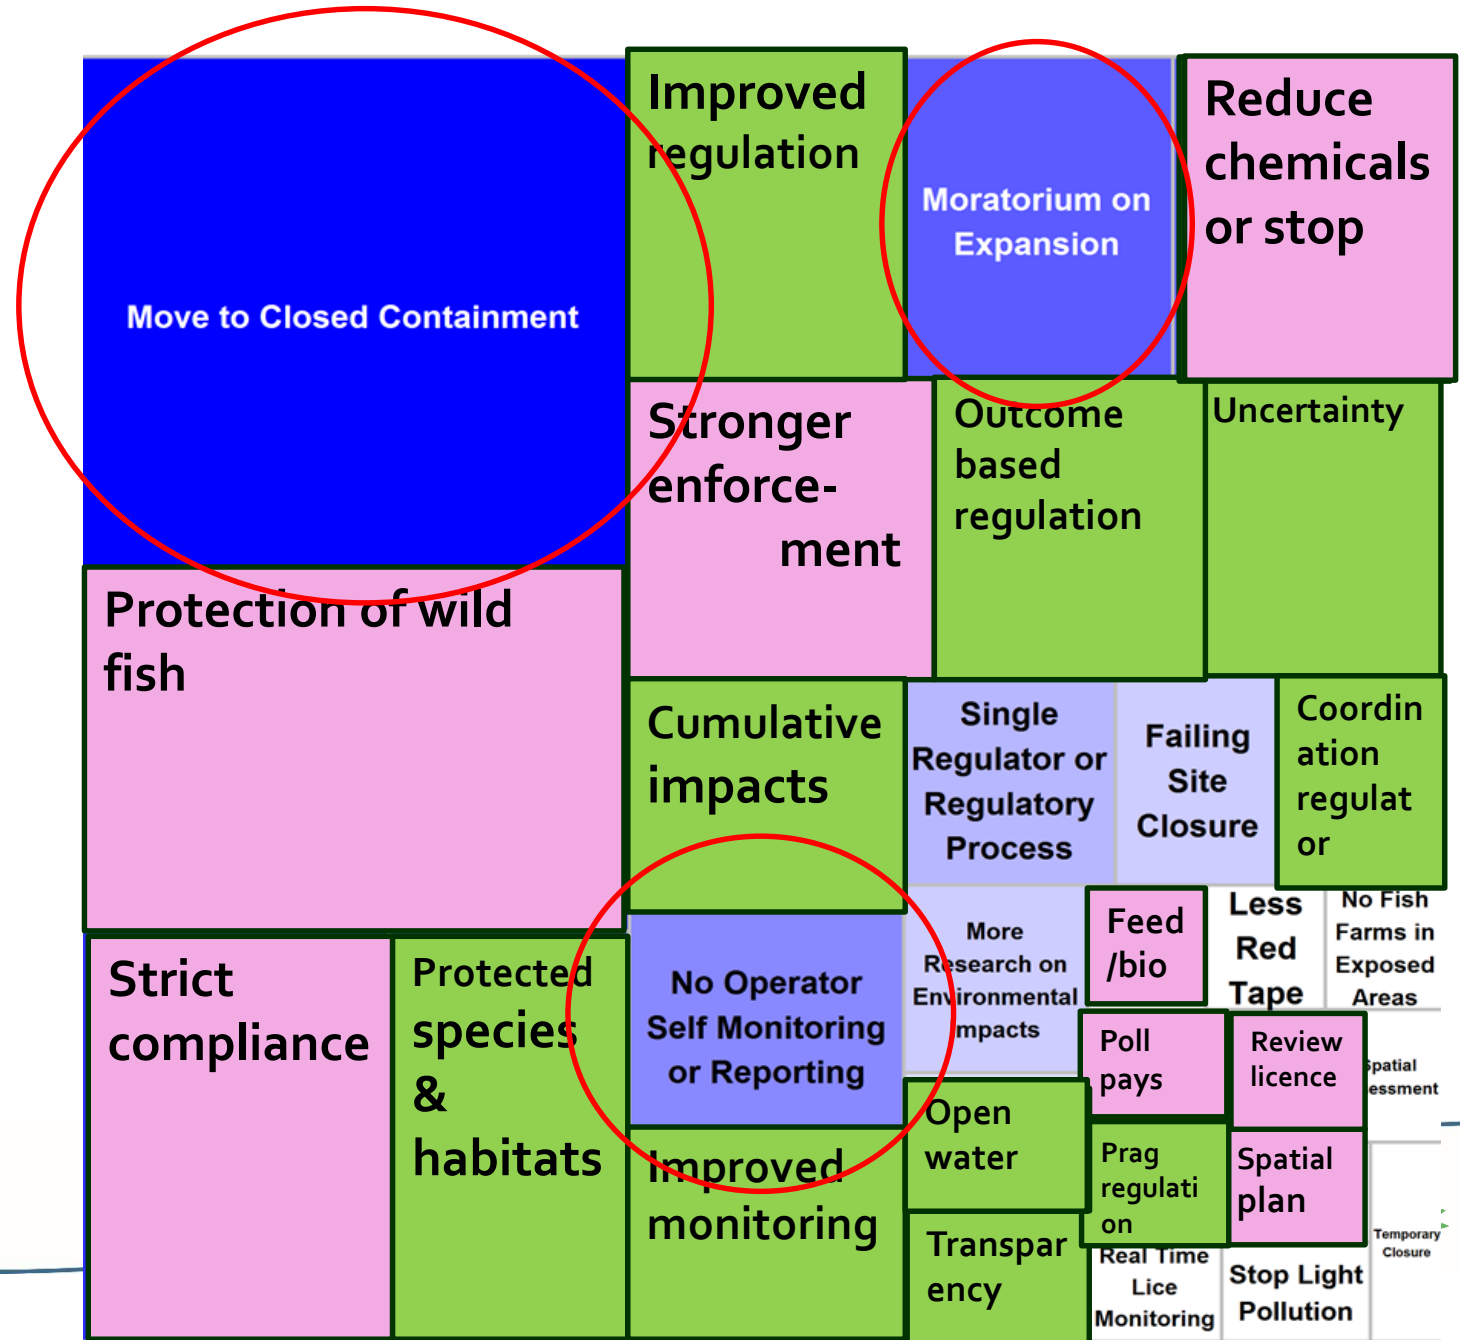 Move to Closed Containment
Improved
regulation
Moratorium on
Expansion
Reduce
chemicals
or stop
Stronger
enforce-
ment
Outcome
based
regulation
Uncertainty
Protection of wild
fish
Cumulative
impacts
Single
Regulator or
Regulatory
Process
Failing
Site
Closure
Coordin
ation
regulat
or
Strict
compliance
Protected
species
&
habitats
No Operator
Self Monitoring
or Reporting
More
Research on
Environmental
Impacts
Feed
/bio
Less
Red
Tape
No Fish
Farms in
Exposed
Areas
Poll
pays
Review
licence
Spatial
essment
Improved
monitoring
Open
water
Prag
regulati
on
Spatial
plan
Transpar
ency
Real Time
Lice
Monitoring
Stop Light
Pollution
Temporary
Closure